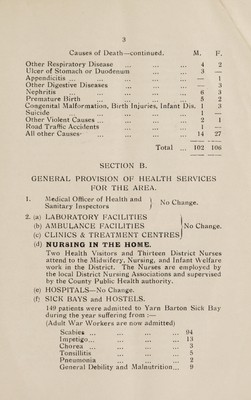 3
Causes of Death—continued. M. F.
Other Respiratory Disease ... ... ... 4 2
Ulcer of Stomach or Duodenum ... ... 3 —
Appendicitis ... ... ... ... ... — 1
Other Digestive Diseases ... ... ... — 3
Nephritis ... ... ... ... ... 6 3
Premature Birth ... ... ... ... 5 2
Congenital Malformation, Birth Injuries, Infant Dis. 1 3
Suicide ... ... ... ... ... 1 —
Other Violent Causes ... ... ... ... 2 1
Road Traffic Accidents ... ... ... 1 —
All other Causes· ... ... ... ... 14 27
Total ... 102 106
SECTION B.
GENERAL PROVISION OF HEALTH SERVICES
FOR THE AREA.
1. Medical Officer of Health and } No Change.
Sanitary Inspectors
2. (a) LABORATORY FACILITIES
(b) AMBULANCE FACILITIES } No Change.
(c) CLINICS & TREATMENT CENTRES
(d) NURSING IN THE HOME.
Two Health Visitors and Thirteen District Nurses
attend to the Midwifery, Nursing, and Infant Welfare
work in the District. The Nurses are employed by
the local District Nursing Associations and supervised
by the County Public Health authority.
(e) HOSPITALS—No Change.
(f) SICK BAYS and HOSTELS.
149 patients were admitted to Yarn Barton Sick Bay
during the year suffering from :—
(Adult War Workers are now admitted)
Scabies ... ... ... ... 94
Impetigo... ... ... ... 13
Chorea ... ... ... ... 3
Tonsillitis ... ... ... 5
Pneumonia ... ... ... 2
General Debility and Malnutrition... 9